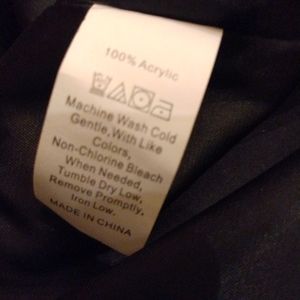 100% Acrylic
Machine Wash Cold
Gentle,With Like
Colors,
Non-Chlorine Bleach
When Needed,
Tumble Dry Low,
Remove Promptly,
Iron Low.
MADE IN CHINA